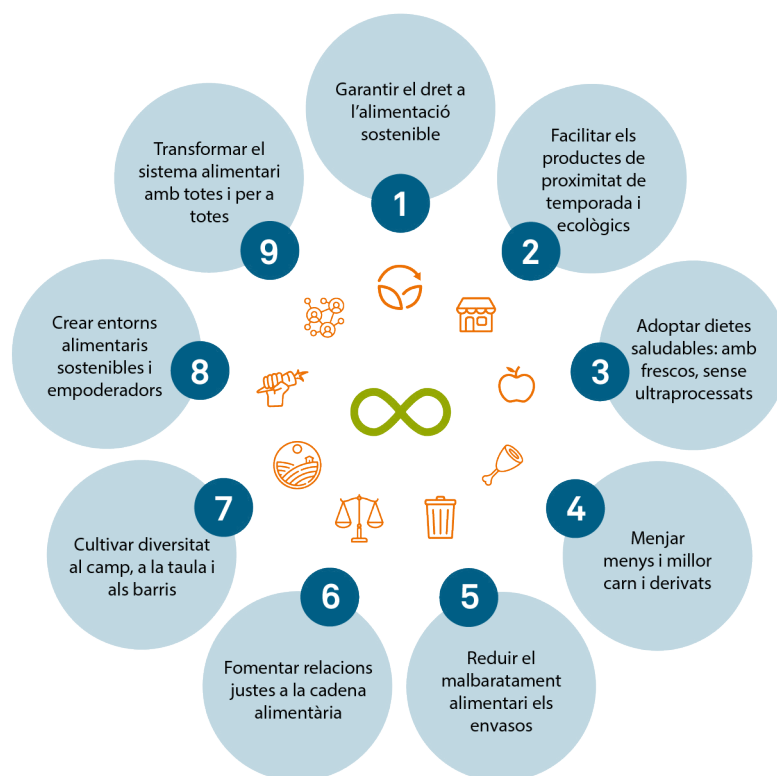 Garantir el dret a
l'alimentació
sostenible
1
Facilitar els
productes de
proximitat de
temporada i
ecològics
2
Adoptar dietes
saludables: amb
frescos, sense
ultraprocessats
3
Menjar
menys i millor
carn i derivats
4
Reduir el
malbaratament
alimentari els
envasos
5
Fomentar relacions
justes a la cadena
alimentària
6
Cultivar diversitat
al camp, a la taula i
als barris
7
Crear entorns
alimentaris
sostenibles i
empoderadors
8
Transformar el
sistema alimentari
amb totes i per a
totes
9